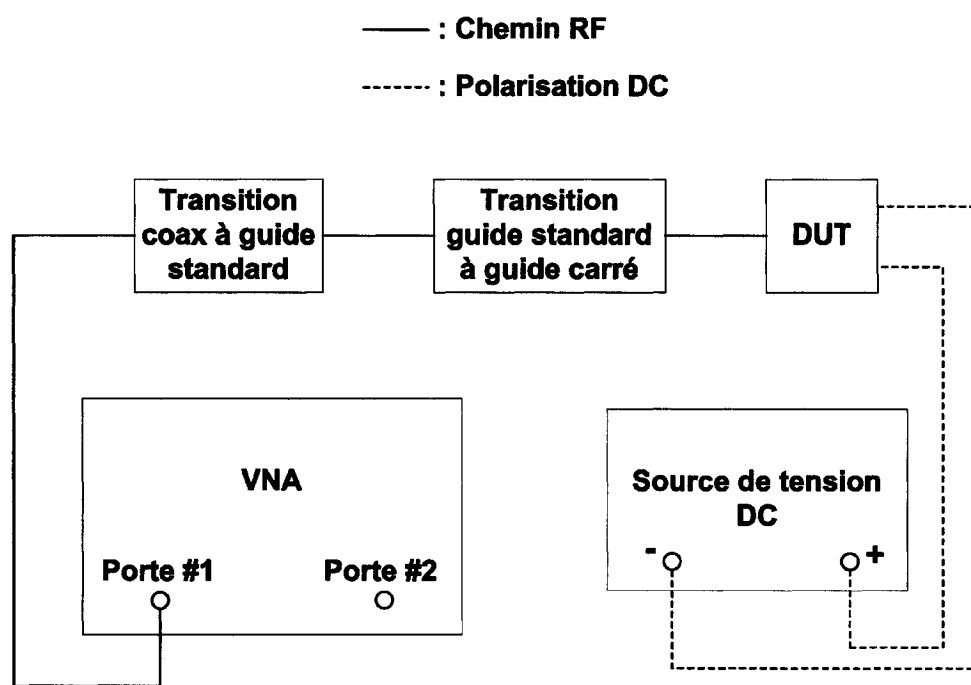 : Chemin RF
: Polarisation DC
Transition
coax à guide
standard
Transition
guide standard
à guide carré
DUT
VNA
Porte #1
Porte #2
Source de tension
DC
-
+